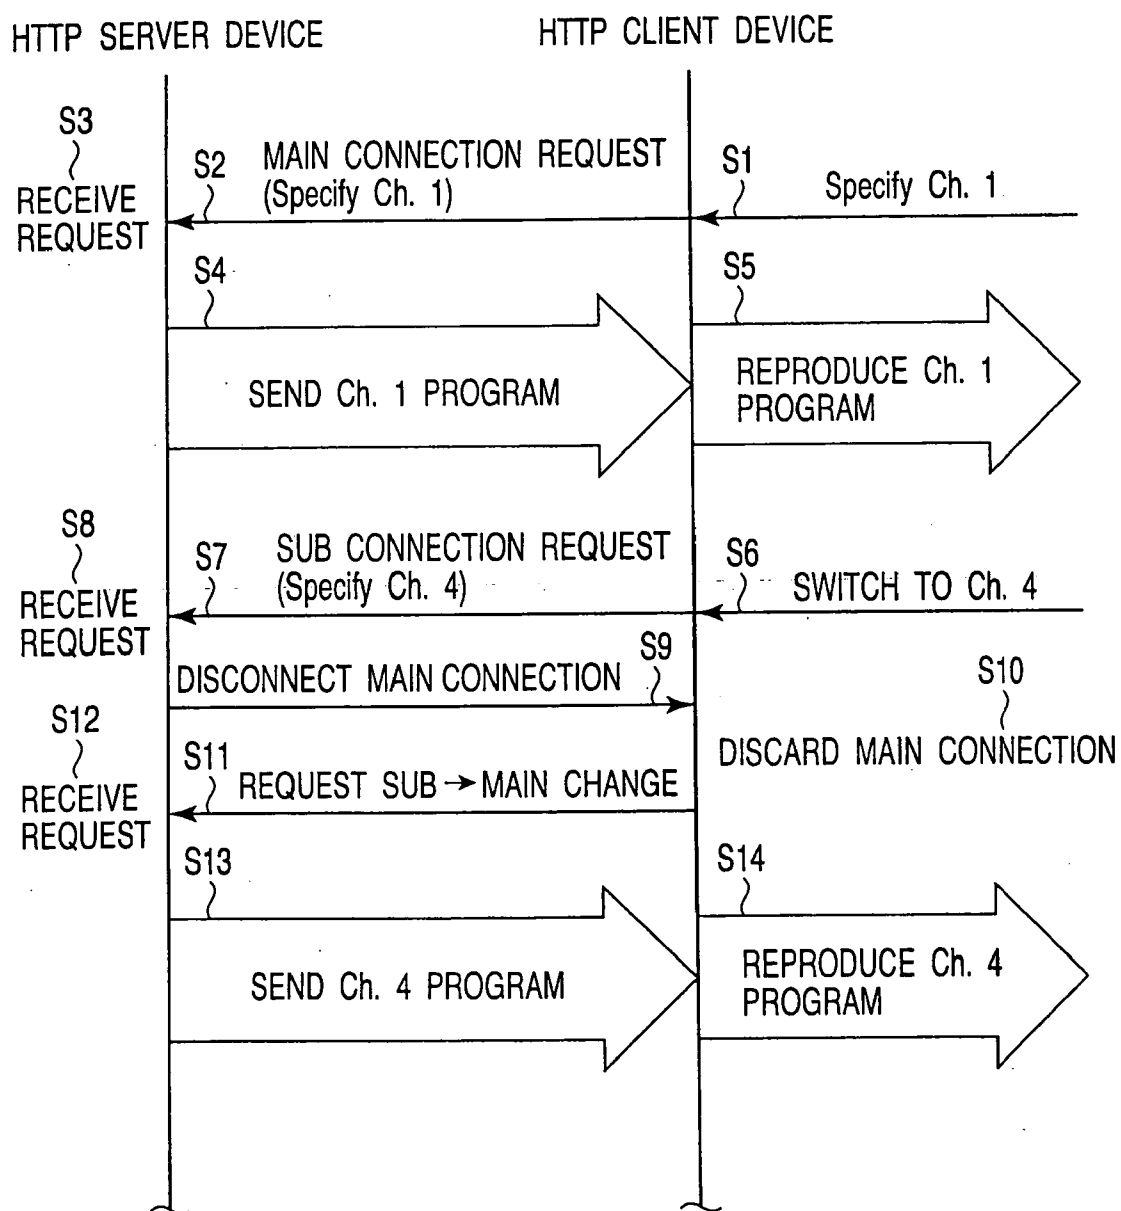 HTTP SERVER DEVICE
HTTP CLIENT DEVICE
S3
RECEIVE
REQUEST
S2
MAIN CONNECTION REQUEST
(Specify Ch. 1)
S1
Specify Ch. 1
S4
SEND Ch. 1 PROGRAM
S5
REPRODUCE Ch. 1
PROGRAM
S8
RECEIVE
REQUEST
S7
SUB CONNECTION REQUEST
(Specify Ch. 4)
S6
SWITCH TO Ch. 4
DISCONNECT MAIN CONNECTION
S9
S10
DISCARD MAIN CONNECTION
S12
RECEIVE
REQUEST
S11
REQUEST SUB → MAIN CHANGE
S13
SEND Ch. 4 PROGRAM
S14
REPRODUCE Ch. 4
PROGRAM